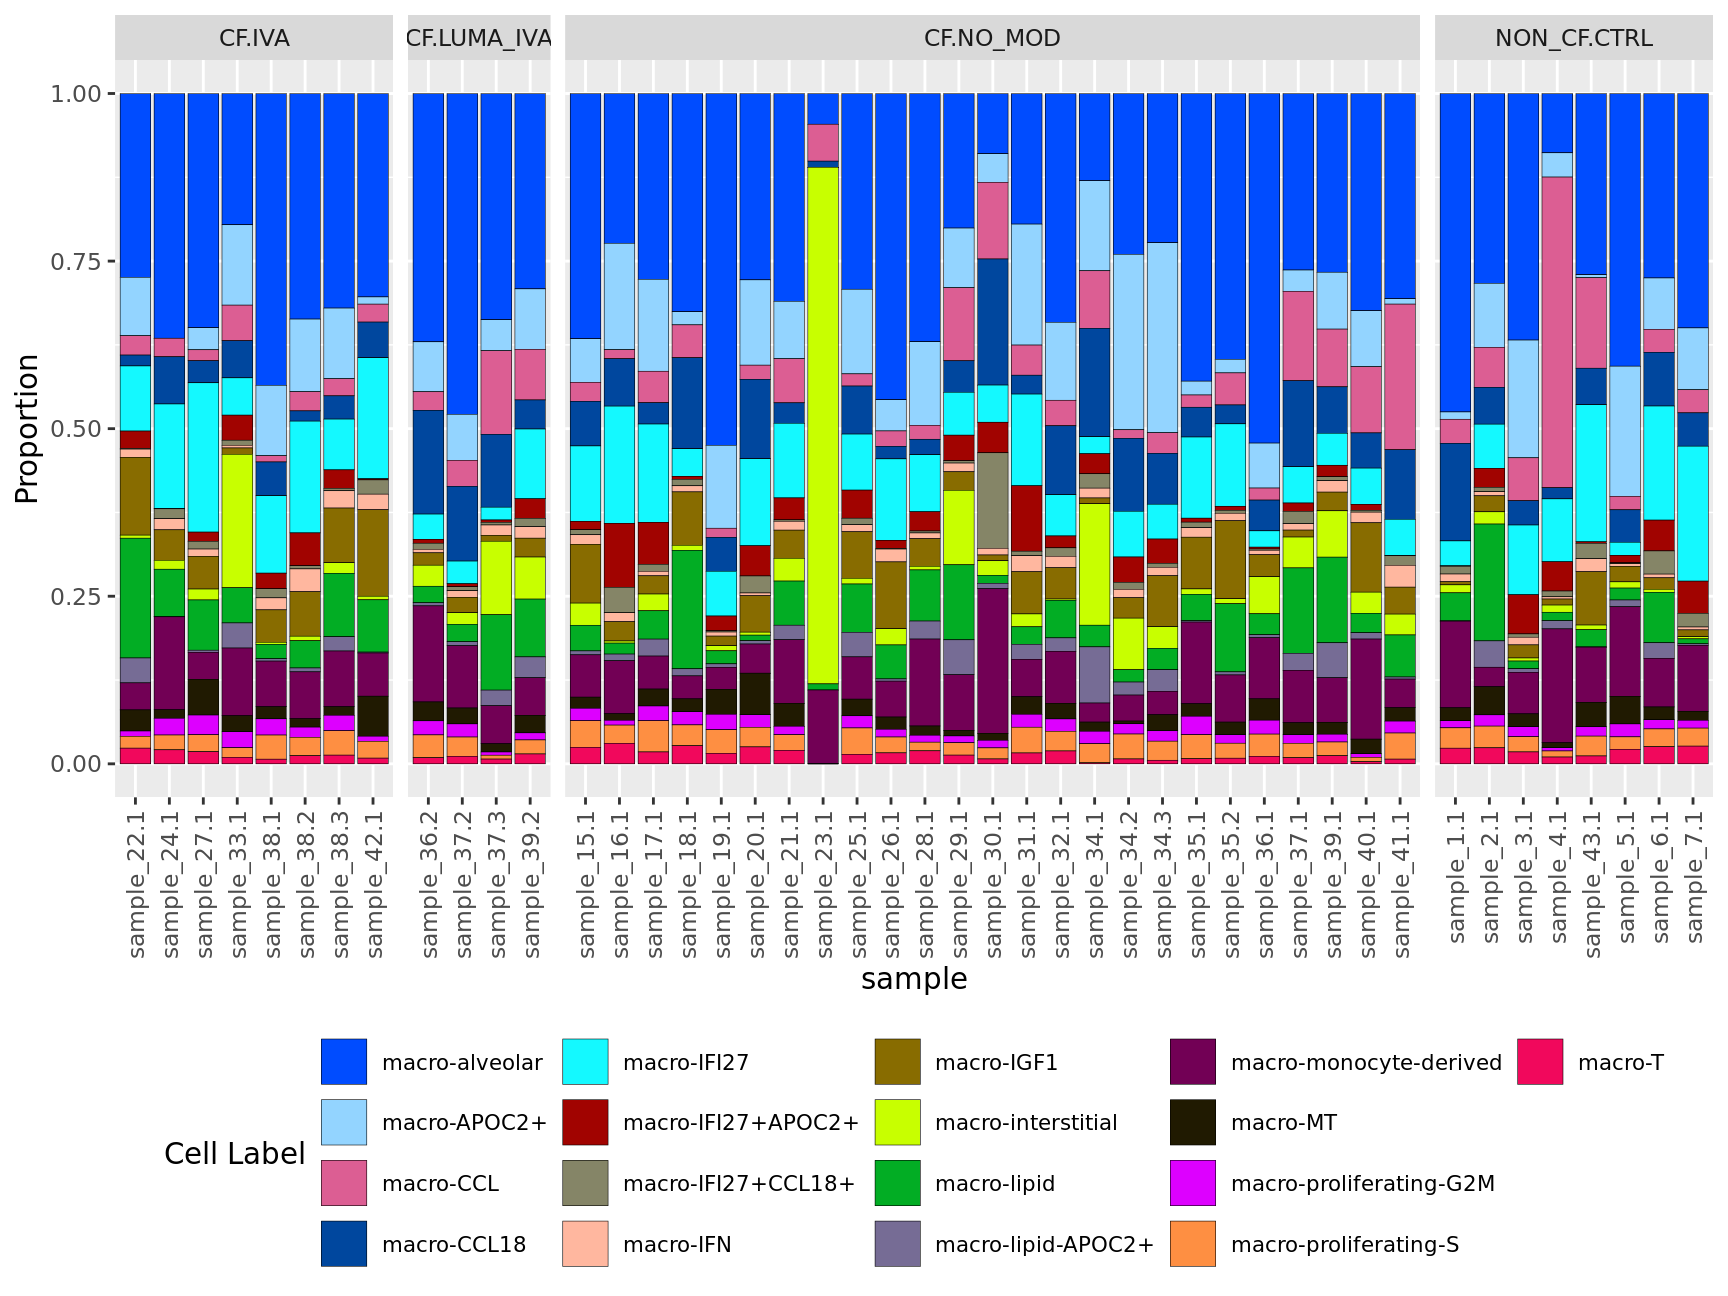 CF.IVA CF.LUMA_IVA CF.NO_MOD NON_CF.CTRL
1.00
0.75
0.50
0.25
0.00
Proportion
sample_22.1
sample_24.1
sample_27.1
sample_33.1
sample_38.1
sample_38.2
sample_38.3
sample_42.1
sample_36.2
sample_37.2
sample_37.3
sample_39.2
sample_15.1
sample_16.1
sample_17.1
sample_18.1
sample_19.1
sample_20.1
sample_21.1
sample_23.1
sample_25.1
sample_26.1
sample_28.1
sample_29.1
sample_30.1
sample_31.1
sample_32.1
sample_34.1
sample_34.2
sample_34.3
sample_35.1
sample_35.2
sample_36.1
sample_37.1
sample_39.1
sample_40.1
sample_41.1
sample_1.1
sample_2.1
sample_3.1
sample_4.1
sample_43.1
sample_5.1
sample_6.1
sample_7.1
sample
Cell Label
macro-alveolar
macro-APOC2+
macro-CCL
macro-CCL18
macro-IFI27
macro-IFI27+APOC2+
macro-IFI27+CCL18+
macro-IFN
macro-IGF1
macro-interstitial
macro-lipid
macro-lipid-APOC2+
macro-monocyte-derived
macro-MT
macro-proliferating-G2M
macro-proliferating-S
macro-T